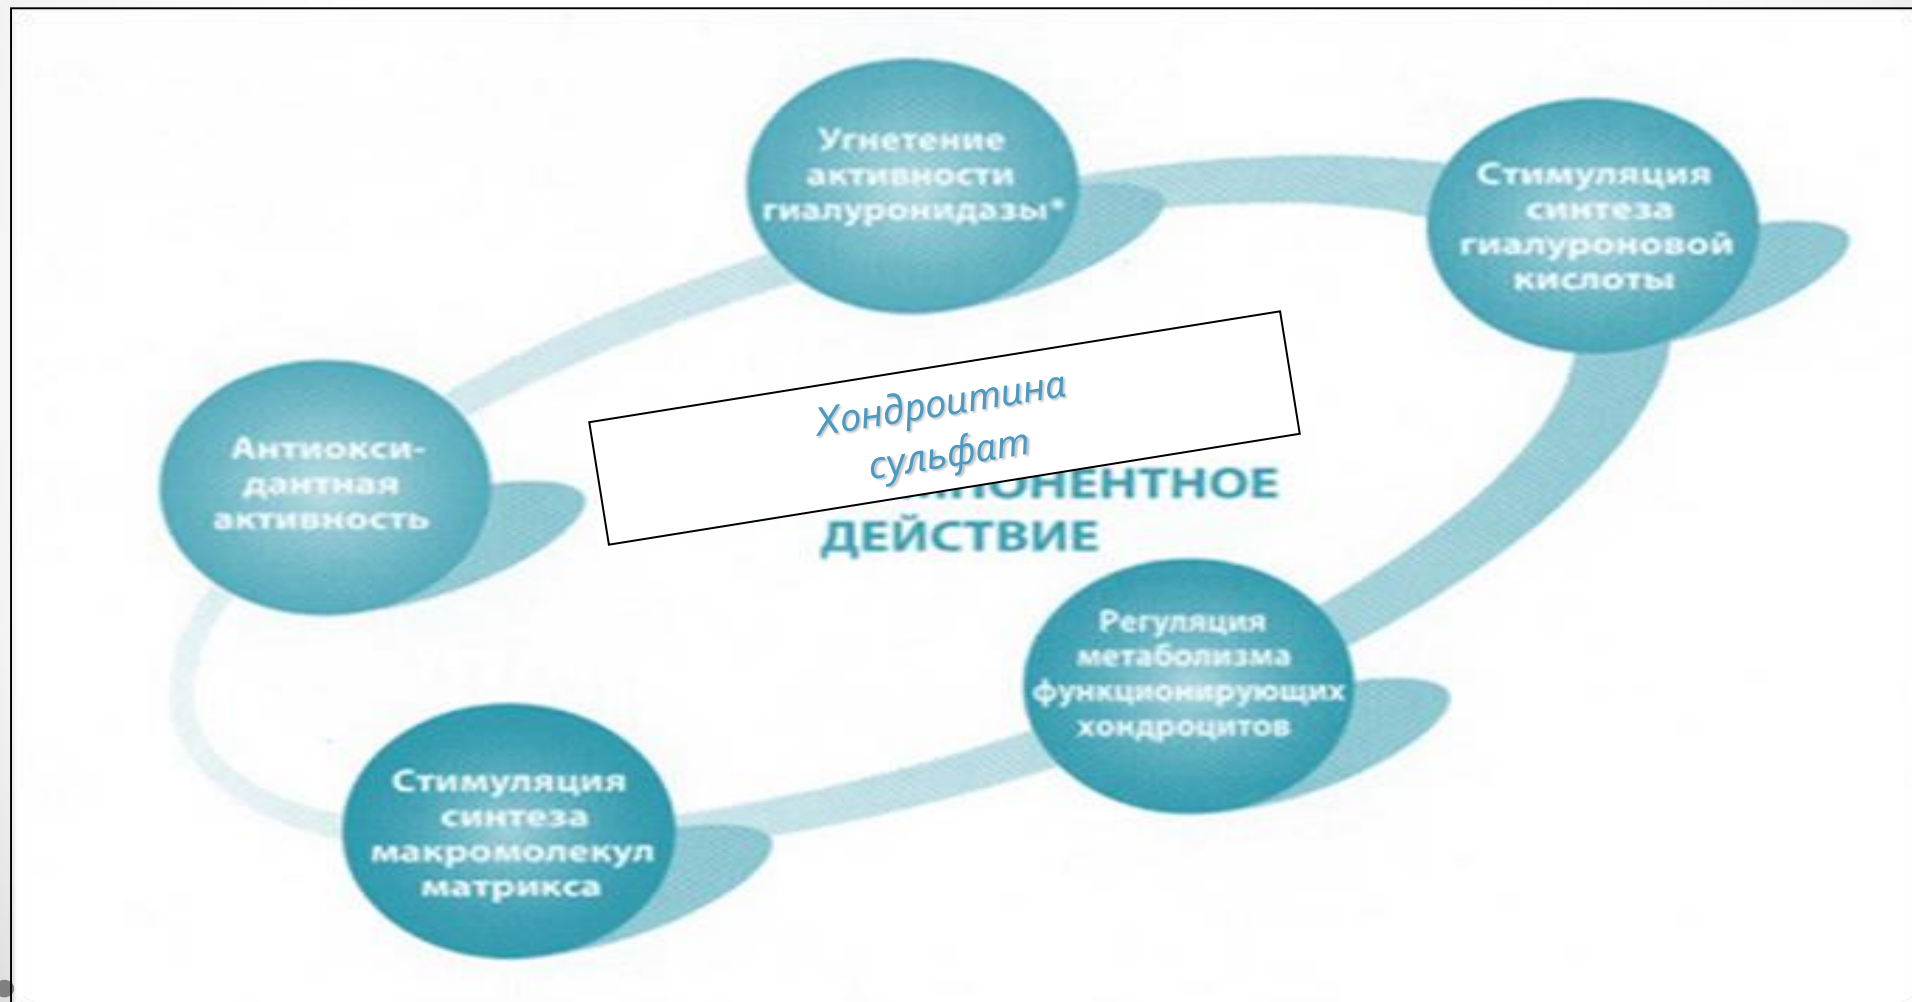 Угнетение
активности
гиалуронидазы*
Стимуляция
синтеза
гиалуроновой
кислоты
Хондроитина
сульфат
ДЕЙСТВИЕ
Антиокси-
дантная
активность
Регуляция
метаболизма
функционирующих
хондроцитов
Стимуляция
синтеза
макромолекул
матрикса